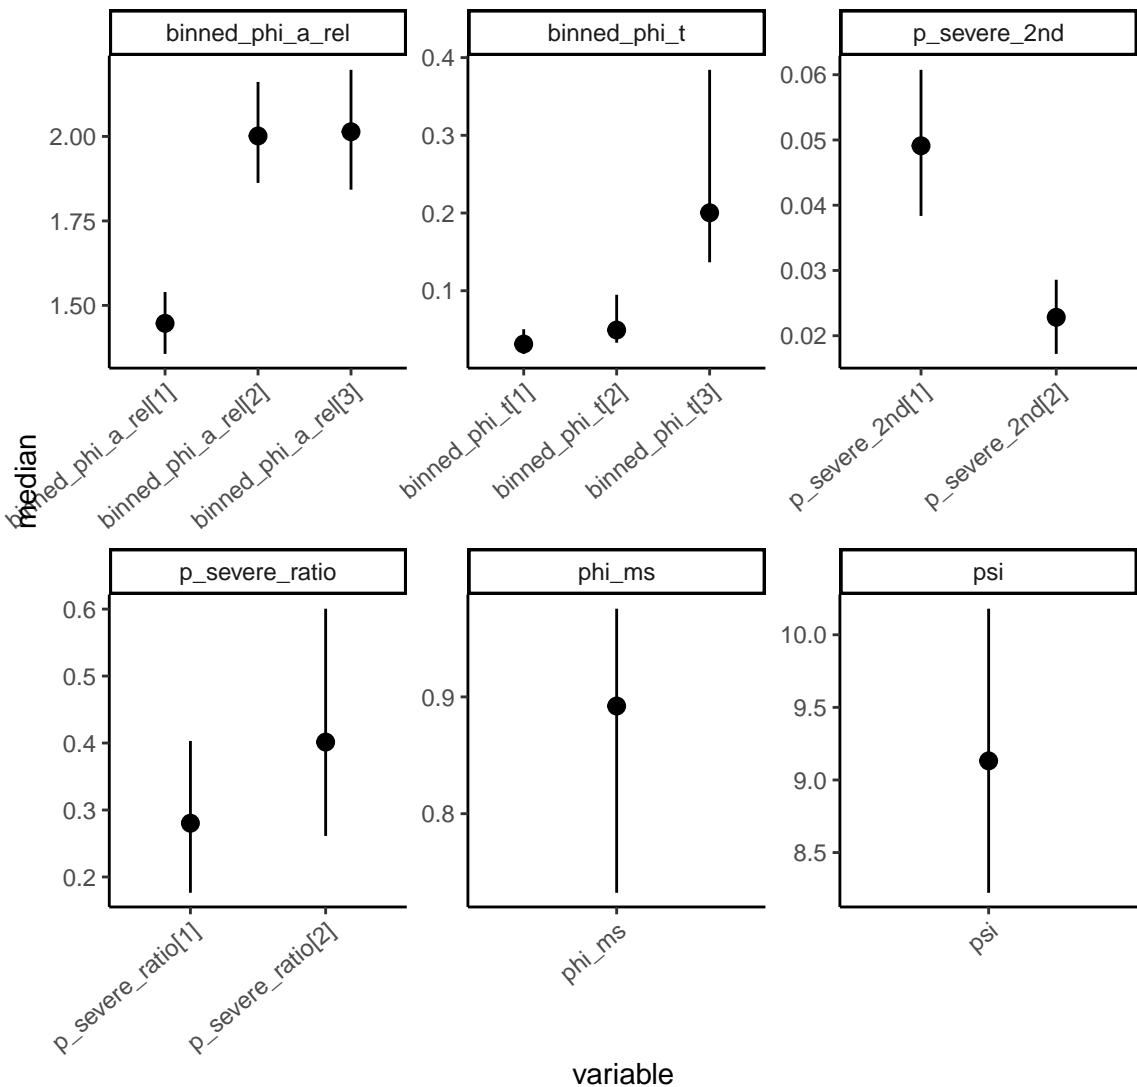 binned_phi_a_rel
binned_phi_t
p_severe_2nd
2.00
1.75
1.50
0.4
0.3
0.2
0.1
0.06
0.05
0.04
0.03
0.02
binned_phi_a_rel[1]
binned_phi_a_rel[2]
binned_phi_a_rel[3]
binned_phi_t[1]
binned_phi_t[2]
binned_phi_t[3]
p_severe_2nd[1]
p_severe_2nd[2]
median
p_severe_ratio
phi_ms
psi
0.6
0.5
0.4
0.3
0.2
0.9
0.8
10.0
9.5
9.0
8.5
p_severe_ratio[1]
p_severe_ratio[2]
phi_ms
psi
variable